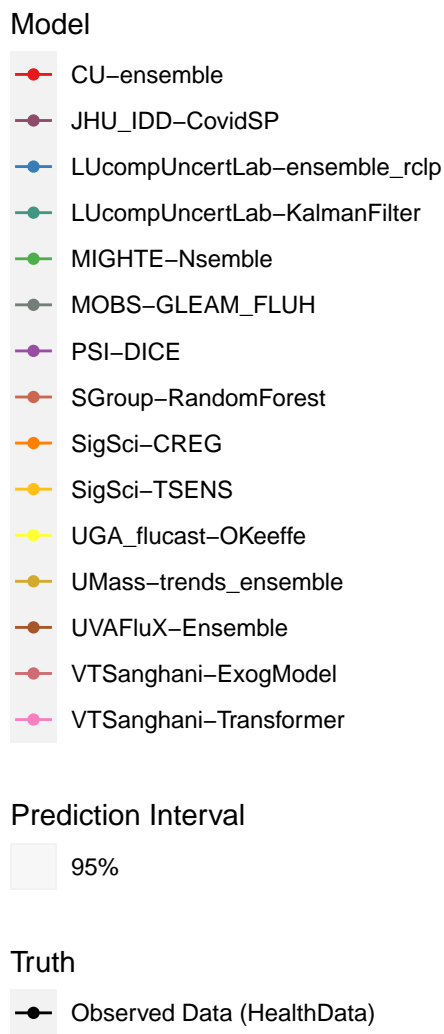 Model
CU−ensemble
JHU_IDD−CovidSP
LUcompUncertLab−ensemble_rclp
LUcompUncertLab−KalmanFilter
MIGHTE−Nsemble
MOBS−GLEAM_FLUH
PSI−DICE
SGroup−RandomForest
SigSci−CREG
SigSci−TSENS
UGA_flucast−OKeeffe
UMass−trends_ensemble
UVAFluX−Ensemble
VTSanghani−ExogModel
VTSanghani−Transformer
Prediction Interval
95%
Truth
Observed Data (HealthData)